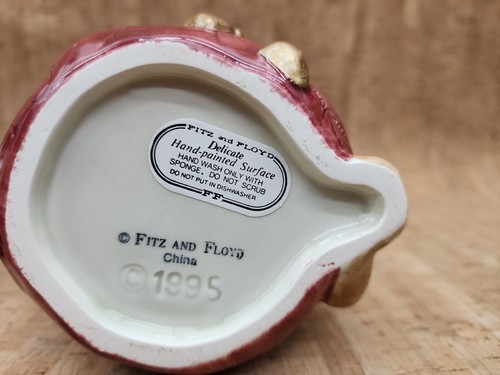 FITZ and FLOYD
Delicate
Hand-painted Surface
HAND WASH ONLY WITH
SPONGE. DO NOT SCRUB
DO NOT PUT IN DISHWASHER
FF
© FITZ AND FLOYD
China
© 1995